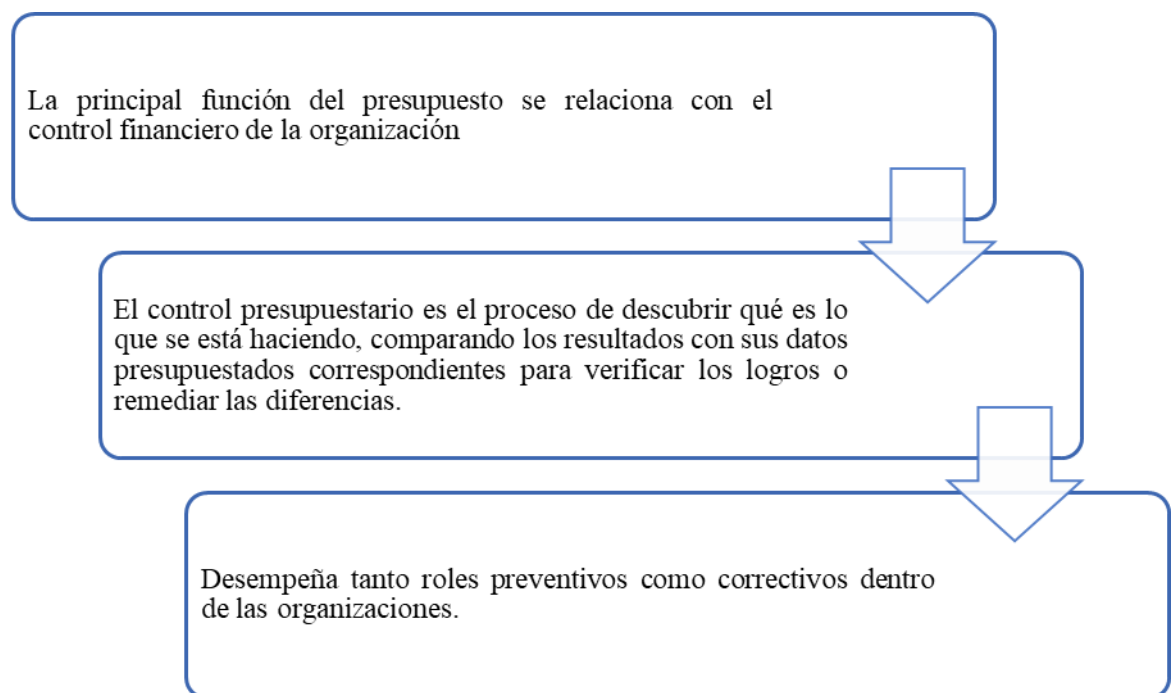 La principal función del presupuesto se relaciona con el
control financiero de la organización
El control presupuestario es el proceso de descubrir qué es lo
que se está haciendo, comparando los resultados con sus datos
presupuestados correspondientes para verificar los logros o
remediar las diferencias.
Desempeña tanto roles preventivos como correctivos dentro
de las organizaciones.